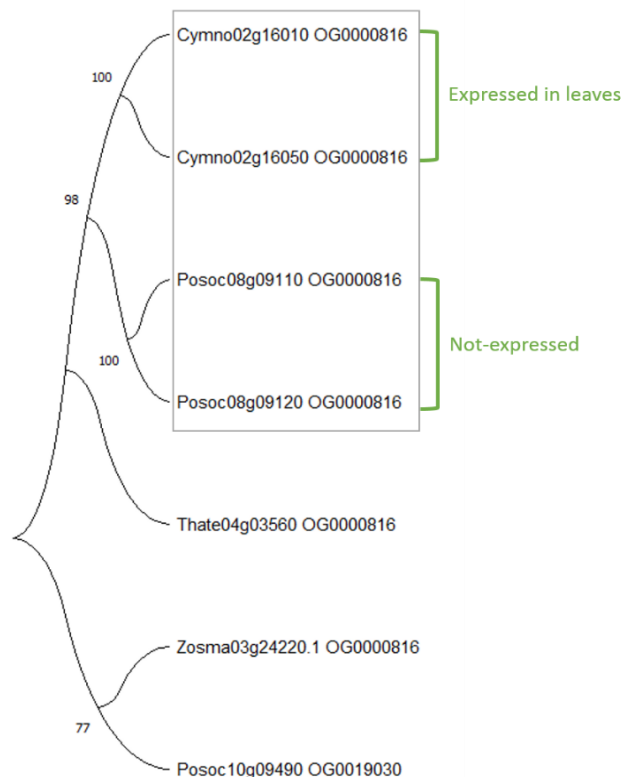 Cymno02g16010 OG0000816
100
Expressed in leaves
Cymno02g16050 OG0000816
98
Posoc08g09110 OG0000816
Not-expressed
100
Posoc08g09120 OG0000816
Thate04g03560 OG0000816
Zosma03g24220.1 OG0000816
77
Posoc10g09490 OG0019030